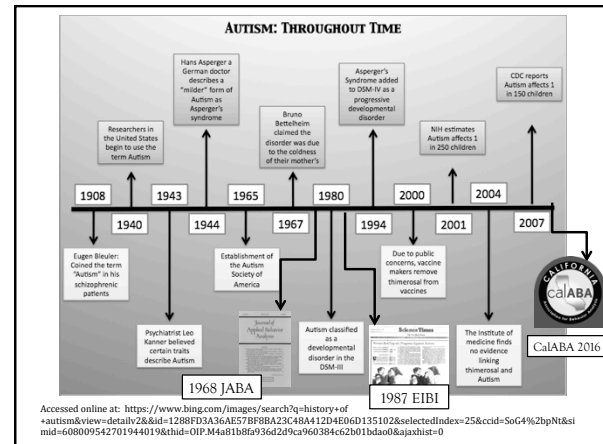 AUTISM: THROUGHOUT TIME
Hans Asperger a
German doctor
describes a
"milder" form of
Autism as
Asperger's
syndrome
Asperger's
Syndrome added
to DSM-IV as a
progressive
developmental
disorder
CDC reports
Autism affects 1
in 150 children
Researchers in
the United States
begin to use the
term Autism
Bruno
Bettelheim
claimed the
disorder was due
to the coldness
of their mother's
NIH estimates
Autism affects 1
in 250 children
1908
1943
1965
1980
2000
2004
1940
1944
1967
1994
2001
2007
Eugen Bleuler:
Coined the term
"Autism" in his
schizophrenic
patients
Establishment of
the Autism
Society of
America
Due to public
concerns, vaccine
makers remove
thimerosal from
vaccines
CALIFORNIA
calABA
CalABA 2016
Psychiatrist Leo
Kanner believed
certain traits
describe Autism
Journal of
Applied Behavior
Analysis
1968 JABA
Autism classified
as a
developmental
disorder in the
DSM-III
ScienceTimes
1987 EIBI
The Institute of
medicine finds
no evidence
linking
thimerosal and
Autism
Accessed online at: https://www.bing.com/images/search?q=history+of
+autism&view=detailv2&&id=1288FD3A36AE57BF8BA23C48A412D4E06D135102&selectedIndex=25&ccid=SoG4%2bpNt&si
mid=608009542701944019&thid=OIP.M4a81b8fa936d2d9ca960384c62b01bdao0&ajaxhist=0